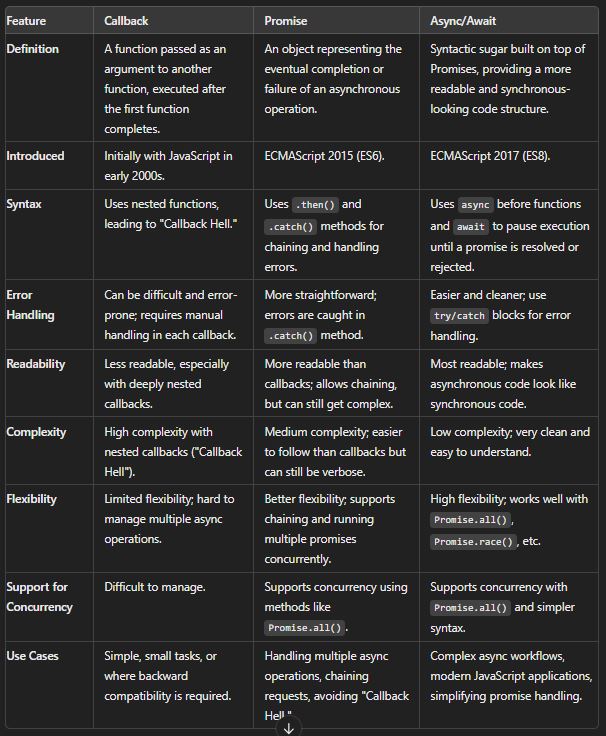 Feature Callback Promise Async/Await
Definition
A function passed as an
argument to another
function, executed after
the first function
completes.
An object representing the
eventual completion or
failure of an asynchronous
operation.
Syntactic sugar built on top of
Promises, providing a more
readable and synchronous-
looking code structure.
Introduced
Initially with JavaScript in
early 2000s.
ECMAScript 2015 (ES6).
ECMAScript 2017 (ES8).
Syntax
Uses nested functions,
leading to "Callback Hell."
Uses .then() and
.catch() methods for
chaining and handling
errors.
Uses async before functions
and await to pause execution
until a promise is resolved or
rejected.
Error
Handling
Can be difficult and error-
prone; requires manual
handling in each callback.
More straightforward;
errors are caught in
.catch() method.
Easier and cleaner; use
try/catch blocks for error
handling.
Readability
Less readable, especially
with deeply nested
callbacks.
More readable than
callbacks; allows chaining,
but can still get complex.
Most readable; makes
asynchronous code look like
synchronous code.
Complexity
High complexity with
nested callbacks ("Callback
Hell").
Medium complexity; easier
to follow than callbacks but
can still be verbose.
Low complexity; very clean and
easy to understand.
Flexibility
Limited flexibility; hard to
manage multiple async
operations.
Better flexibility; supports
chaining and running
multiple promises
concurrently.
High flexibility; works well with
Promise.all() ,
Promise.race() , etc.
Support for
Concurrency
Difficult to manage.
Supports concurrency using
methods like
Promise.all() .
Supports concurrency with
Promise.all() and simpler
syntax.
Use Cases
Simple, small tasks, or
where backward
compatibility is required.
Handling multiple async
operations, chaining
requests, avoiding "Callback
Hell."
Complex async workflows,
modern JavaScript applications,
simplifying promise handling.